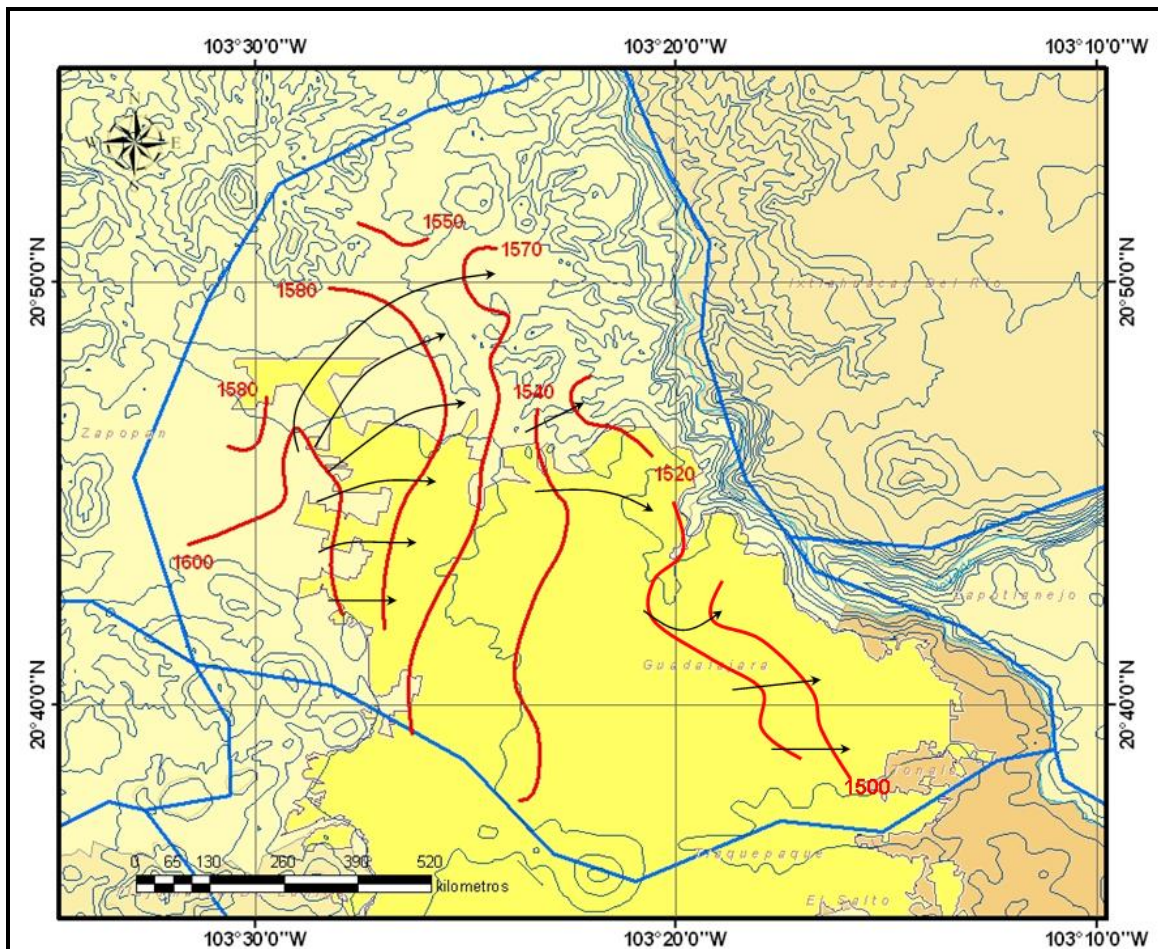 103°30'0"W 103°20'0"W 103°10'0"W
N
W E
S
1550
1570
20°50'0"N 20°50'0"N
Ixtlahuacan Del Rio
1580
1580
1540
Zapopan
1520
1600
Zapotlanejo
Guadalajara
20°40'0"N 20°40'0"N
Tonala
1500
Tlaquepaque
0 65 130 260 390 520
kilometros
El Salto
103°30'0"W 103°20'0"W 103°10'0"W